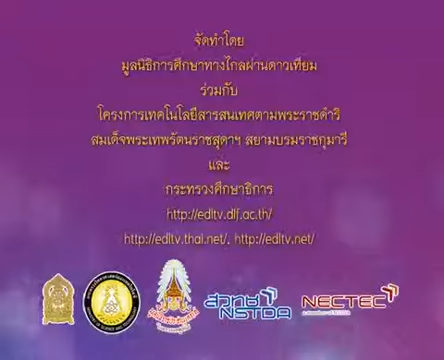 จัดทำโดย
มูลนิธิการศึกษาทางไกลผ่านดาวเทียม
ร่วมกับ
โครงการเทคโนโลยีสารสนเทศตามพระราชดำริ
สมเด็จพระเทพรัตนราชสุดาฯ สยามบรมราชกุมารี
และ
กระทรวงศึกษาธิการ
http://edltv.dlf.ac.th/
http://edltv.thai.net/, http://edltv.net/
สวทช
NSTDA
NECTEC